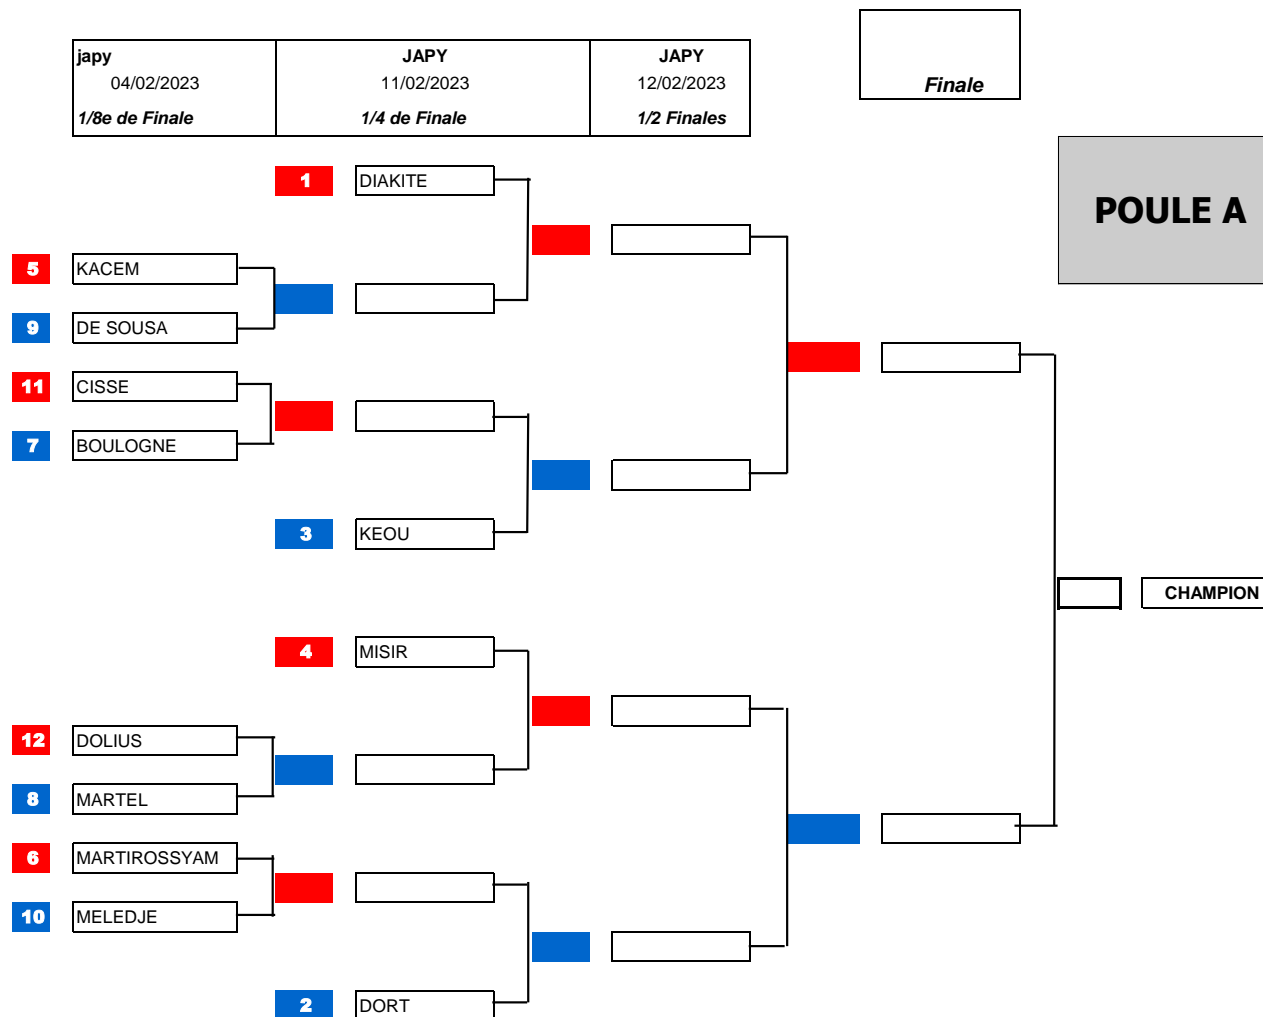 japy JAPY JAPY
04/02/2023 11/02/2023 12/02/2023 Finale
1/8e de Finale 1/4 de Finale 1/2 Finales
1 DIAKITE
POULE A
5 KACEM
9 DE SOUSA
11 CISSE
7 BOULOGNE
3 KEOU
CHAMPION
4 MISIR
12 DOLIUS
8 MARTEL
6 MARTIROSSYAM
10 MELEDJE
2 DORT